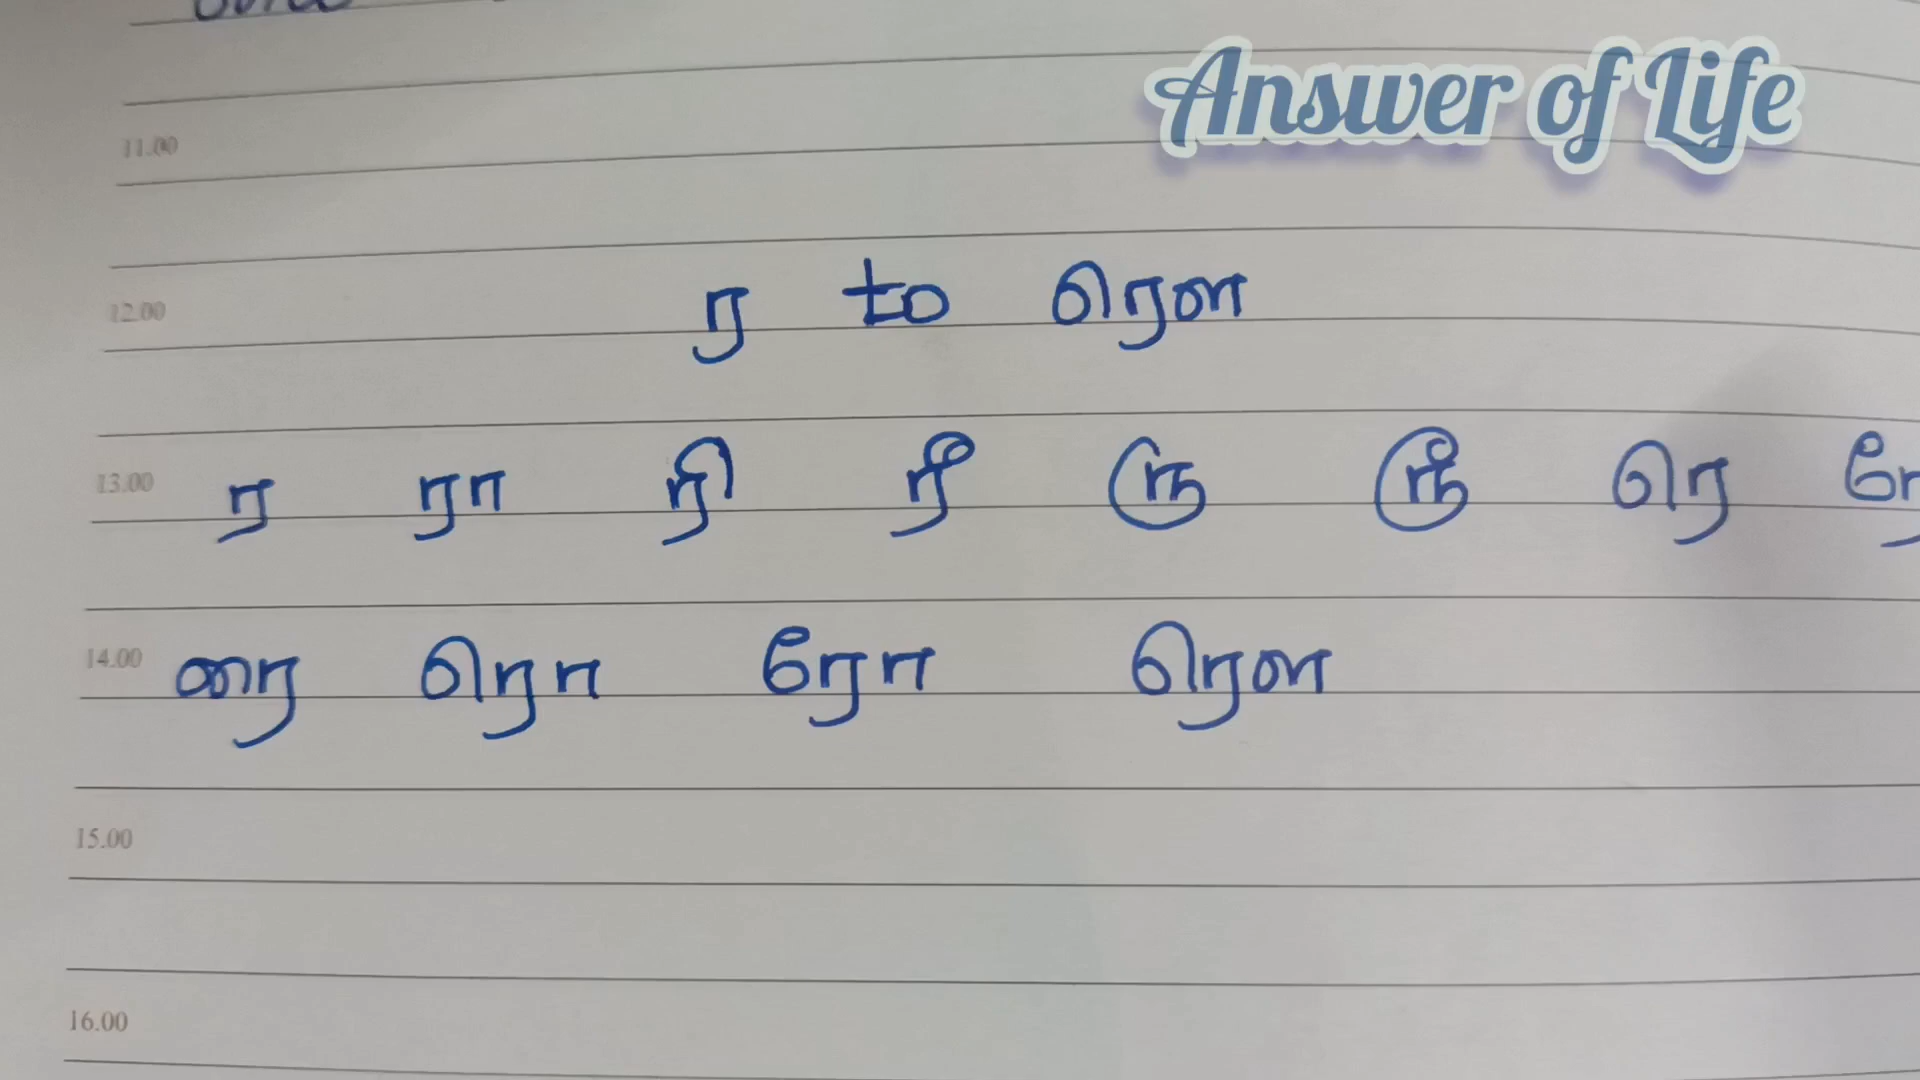 Answer of Life
11.00
12.00 ர to ரௌ
13.00 ர ரா ரி ரீ ரு ரூ ரெ ரே
14.00 ரை ரொ ரோ ரௌ
15.00
16.00